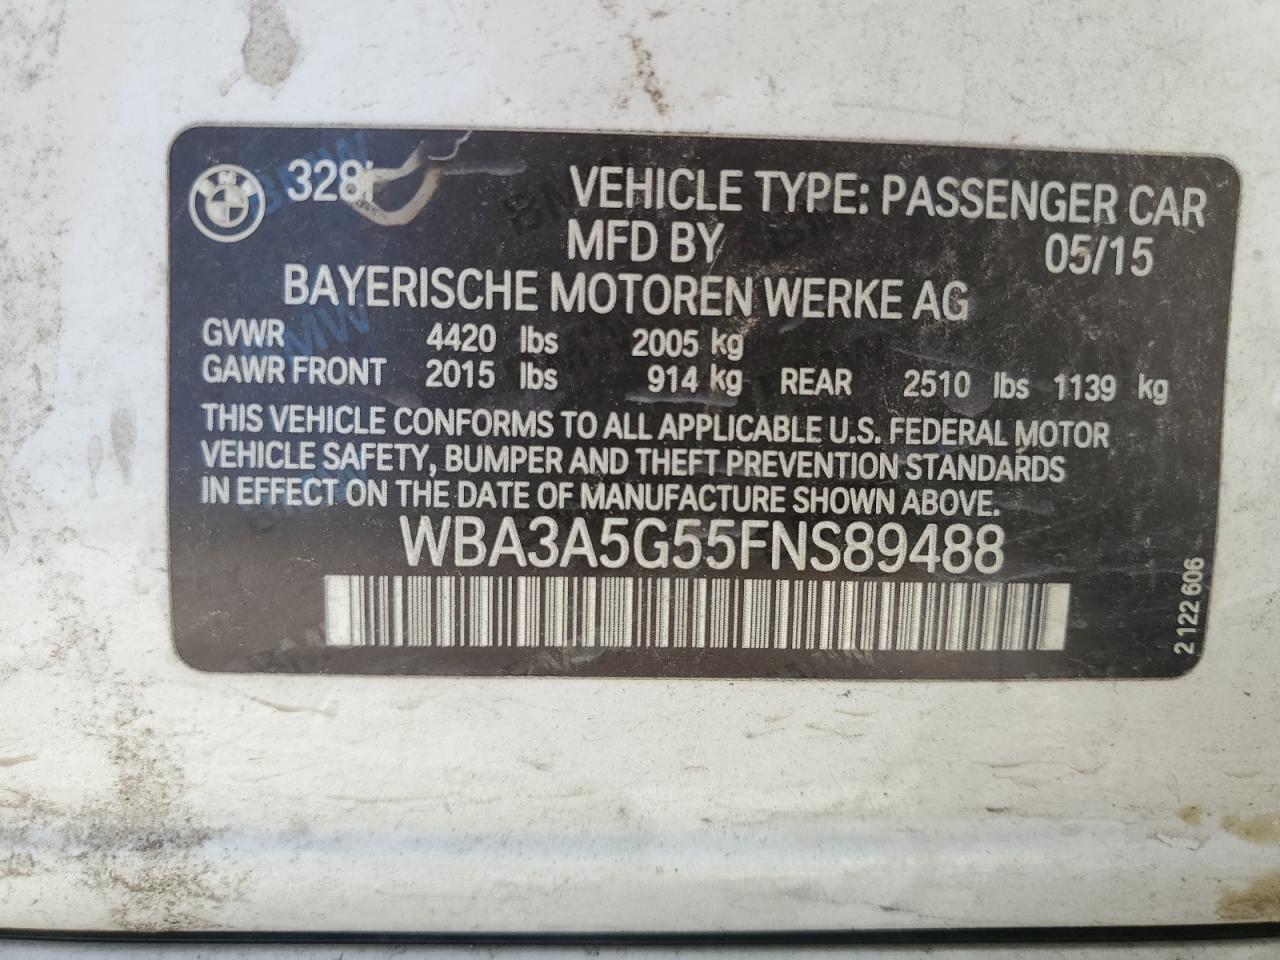 328i VEHICLE TYPE: PASSENGER CAR
MFD BY 05/15
BAYERISCHE MOTOREN WERKE AG
GVWR 4420 lbs 2005 kg
GAWR FRONT 2015 lbs 914 kg REAR 2510 lbs 1139 kg
THIS VEHICLE CONFORMS TO ALL APPLICABLE U.S. FEDERAL MOTOR
VEHICLE SAFETY, BUMPER AND THEFT PREVENTION STANDARDS
IN EFFECT ON THE DATE OF MANUFACTURE SHOWN ABOVE.
WBA3A5G55FNS89488
2 122 606